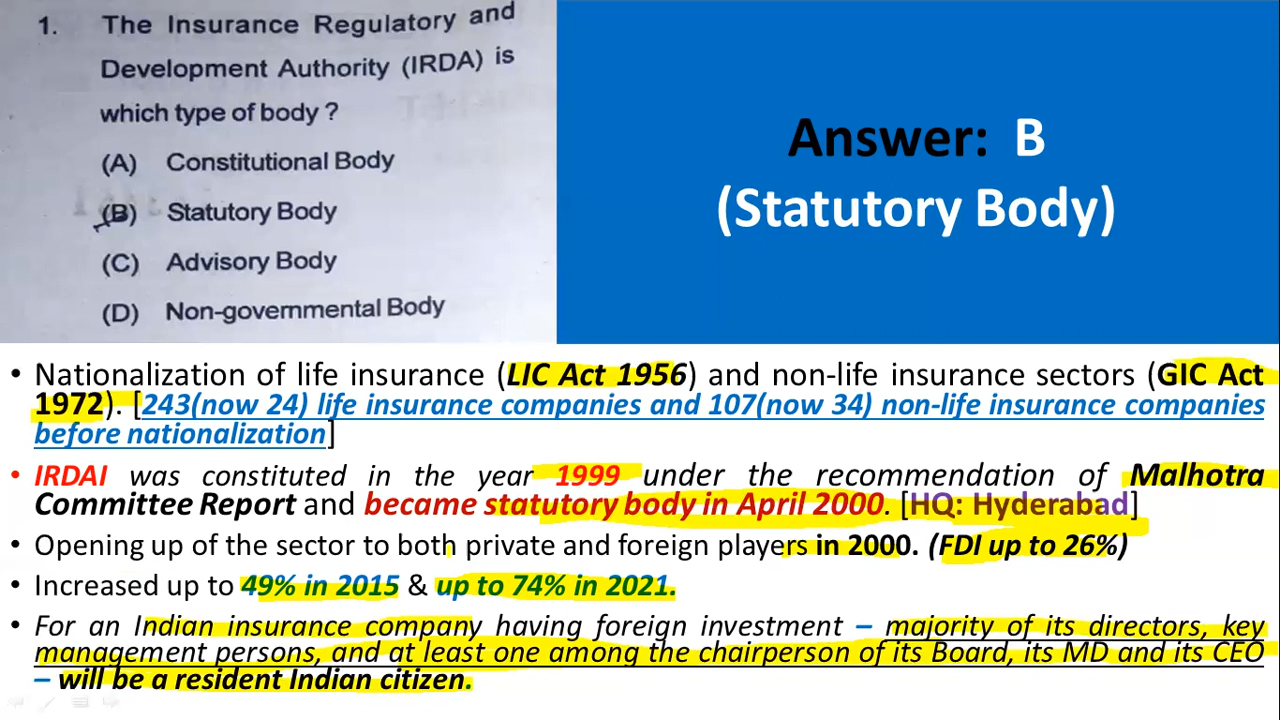 1. The Insurance Regulatory and
Development Authority (IRDA) is
which type of body ?
(A) Constitutional Body
(B) Statutory Body
(C) Advisory Body
(D) Non-governmental Body
Answer: B
(Statutory Body)
• Nationalization of life insurance (LIC Act 1956) and non-life insurance sectors (GIC Act
1972). [243(now 24) life insurance companies and 107(now 34) non-life insurance companies
before nationalization]
• IRDAI was constituted in the year 1999 under the recommendation of Malhotra
Committee Report and became statutory body in April 2000. [HQ: Hyderabad]
• Opening up of the sector to both private and foreign players in 2000. (FDI up to 26%)
• Increased up to 49% in 2015 & up to 74% in 2021.
• For an Indian insurance company having foreign investment – majority of its directors, key
management persons, and at least one among the chairperson of its Board, its MD and its CEO
– will be a resident Indian citizen.